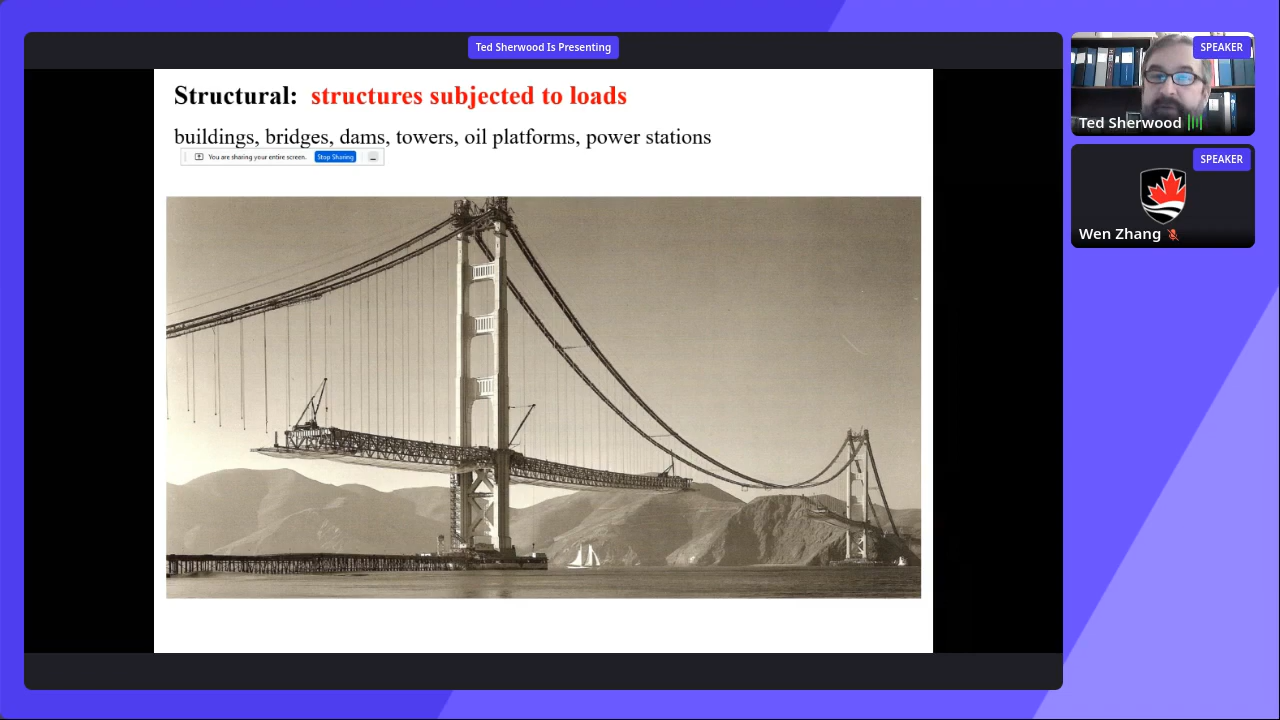 Ted Sherwood Is Presenting
Structural: structures subjected to loads
buildings, bridges, dams, towers, oil platforms, power stations
You are sharing your entire screen. Stop Sharing
SPEAKER
Ted Sherwood
SPEAKER
Wen Zhang